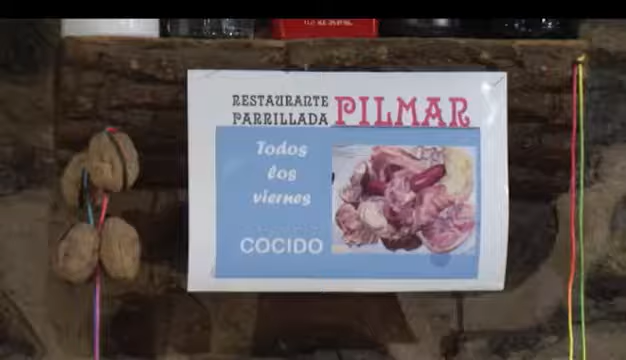 RESTAURANTE
PARRILLADA PILMAR
Todos
los
viernes
COCIDO